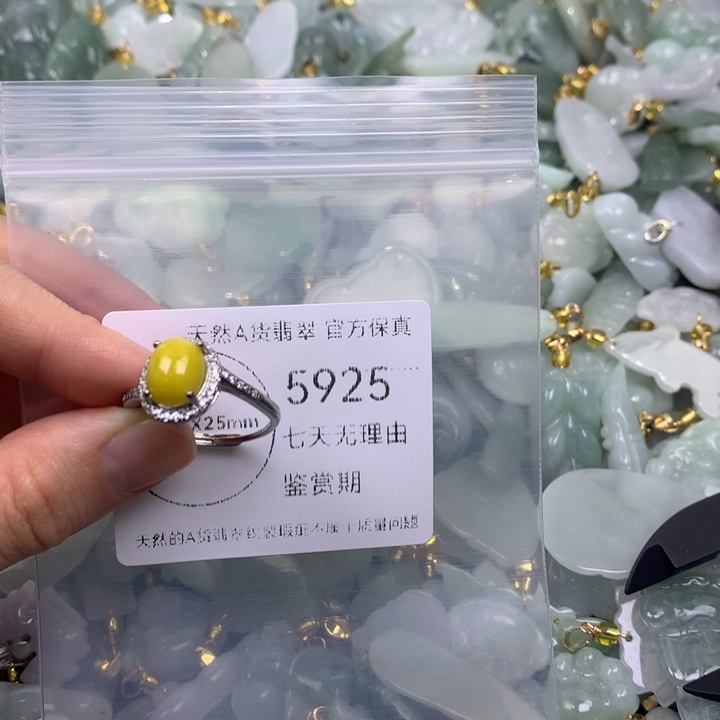 天然A货翡翠 官方保真
5925
X25mm
七天无理由
鉴赏期
天然的A货翡翠纹裂瑕疵不属于质量问题